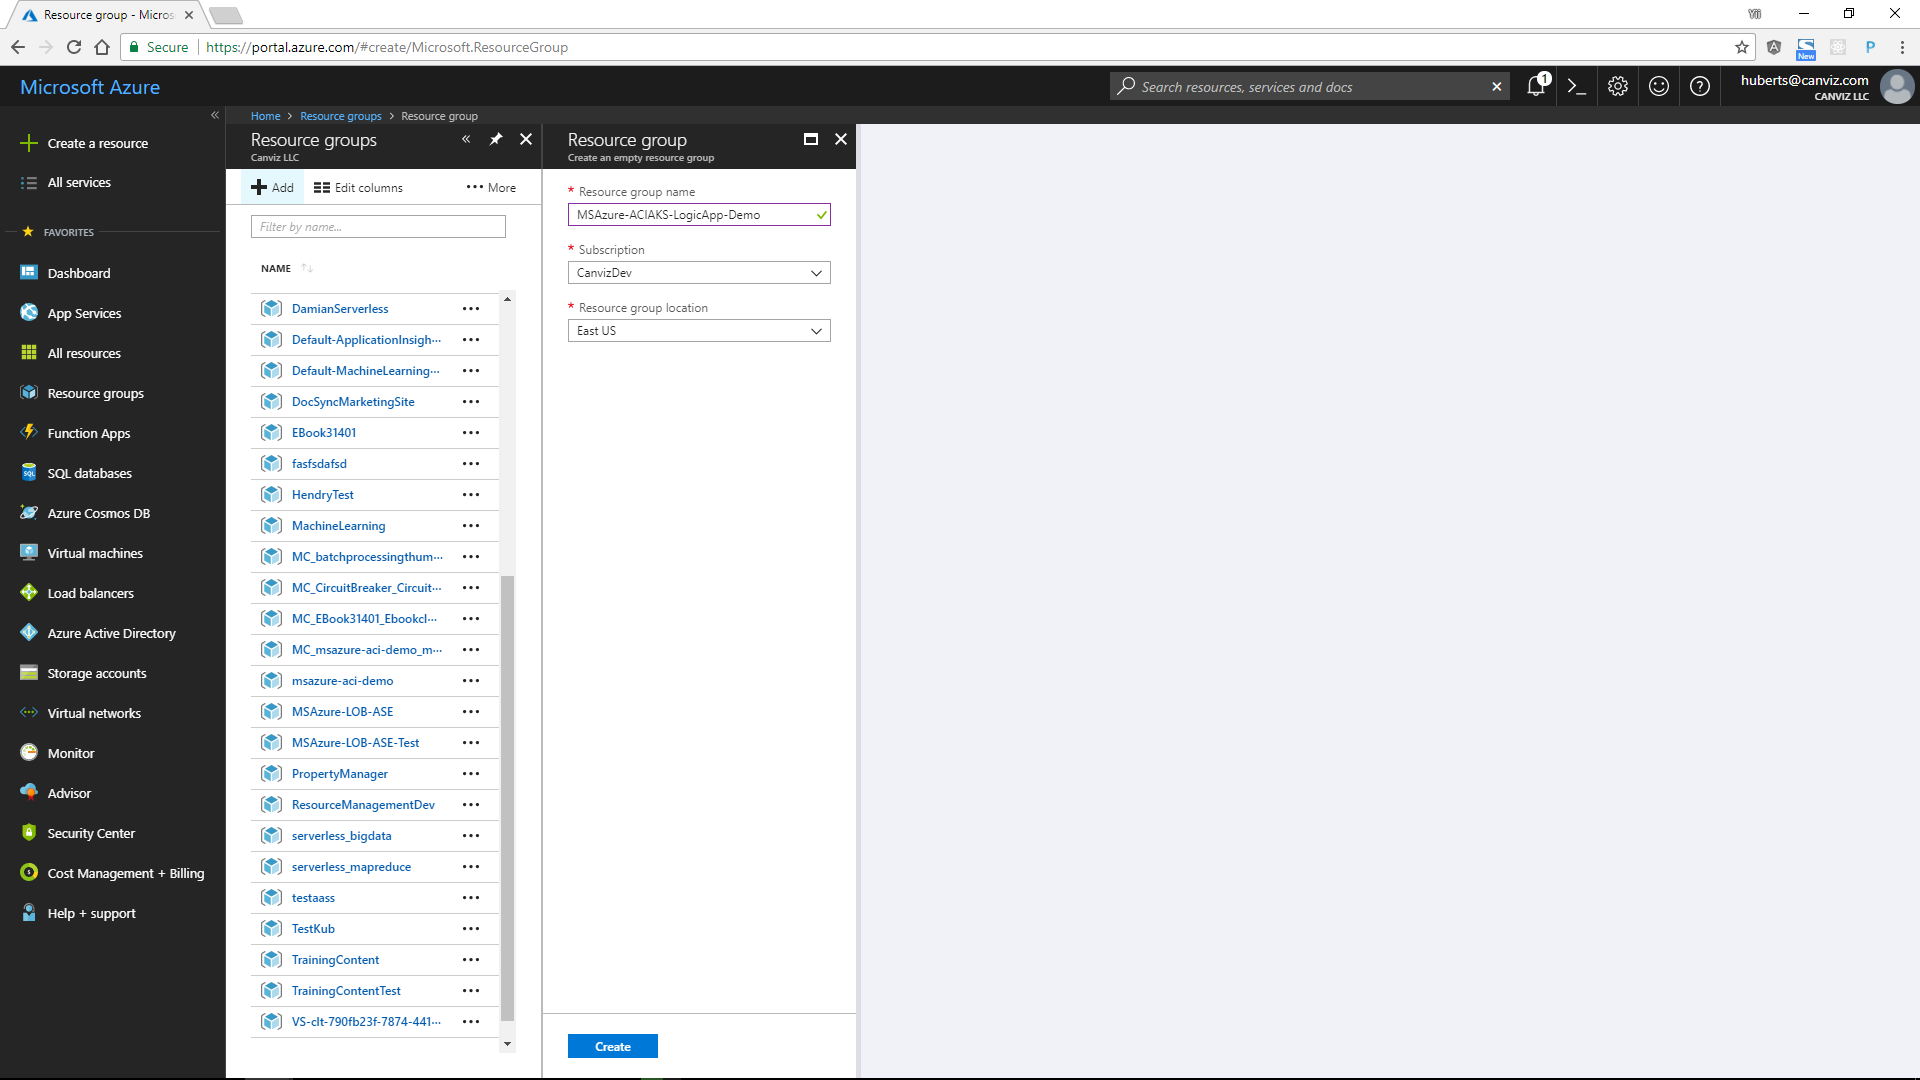 Resource group - Micros
Yii
Secure
https://portal.azure.com/#create/Microsoft.ResourceGroup
New
P
Microsoft Azure
Search resources, services and docs
1
huberts@canviz.com
CANVIZ LLC
Home > Resource groups > Resource group
Create a resource
All services
FAVORITES
Dashboard
App Services
All resources
Resource groups
Function Apps
SQL databases
Azure Cosmos DB
Virtual machines
Load balancers
Azure Active Directory
Storage accounts
Virtual networks
Monitor
Advisor
Security Center
Cost Management + Billing
Help + support
Resource groups
Canviz LLC
Add
Edit columns
More
Filter by name...
NAME
DamianServerless
Default-ApplicationInsigh···
Default-MachineLearning···
DocSyncMarketingSite
EBook31401
fasfsdafsd
HendryTest
MachineLearning
MC_batchprocessingthum···
MC_CircuitBreaker_Circuit···
MC_EBook31401_Ebookcl···
MC_msazure-aci-demo_m···
msazure-aci-demo
MSAzure-LOB-ASE
MSAzure-LOB-ASE-Test
PropertyManager
ResourceManagementDev
serverless_bigdata
serverless_mapreduce
testaass
TestKub
TrainingContent
TrainingContentTest
VS-clt-790fb23f-7874-441···
Resource group
Create an empty resource group
* Resource group name
MSAzure-ACIAKS-LogicApp-Demo
* Subscription
CanvizDev
* Resource group location
East US
Create